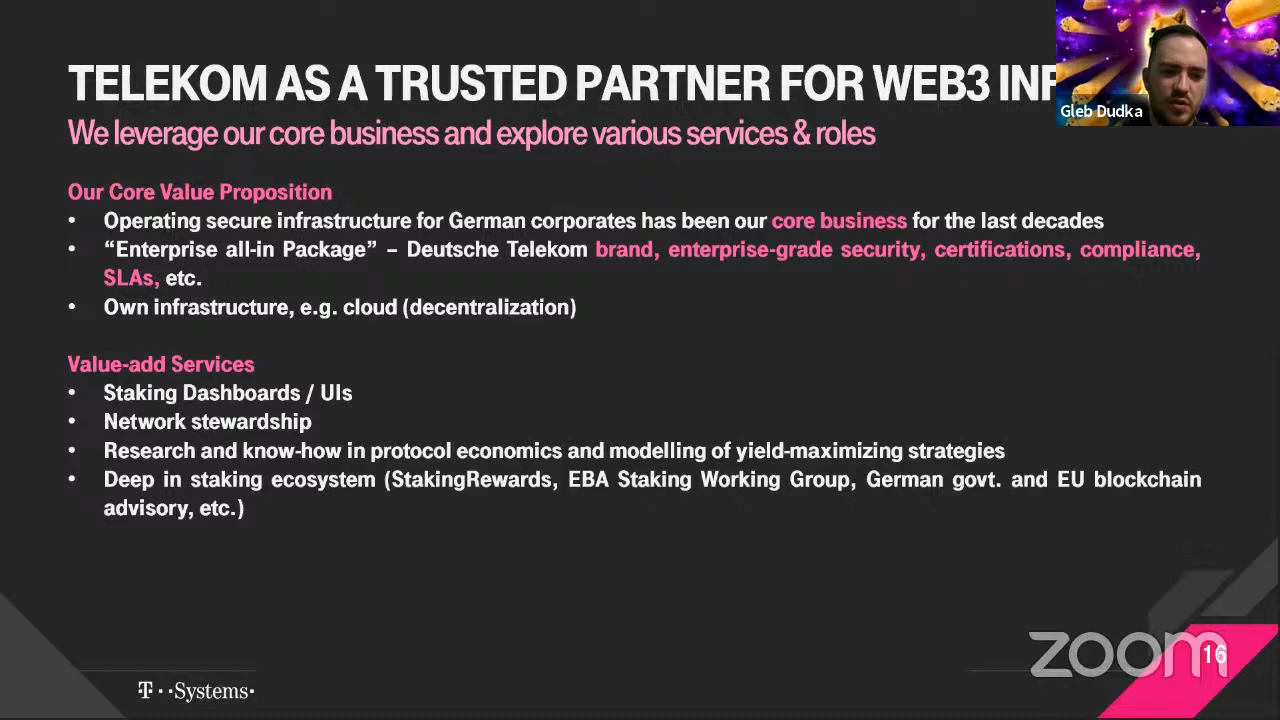 TELEKOM AS A TRUSTED PARTNER FOR WEB3 INF
Gleb Dudka
We leverage our core business and explore various services & roles
Our Core Value Proposition
• Operating secure infrastructure for German corporates has been our core business for the last decades
• “Enterprise all-in Package” – Deutsche Telekom brand, enterprise-grade security, certifications, compliance,
SLAs, etc.
• Own infrastructure, e.g. cloud (decentralization)
Value-add Services
• Staking Dashboards / UIs
• Network stewardship
• Research and know-how in protocol economics and modelling of yield-maximizing strategies
• Deep in staking ecosystem (StakingRewards, EBA Staking Working Group, German govt. and EU blockchain
advisory, etc.)
zoom
16
T··Systems·